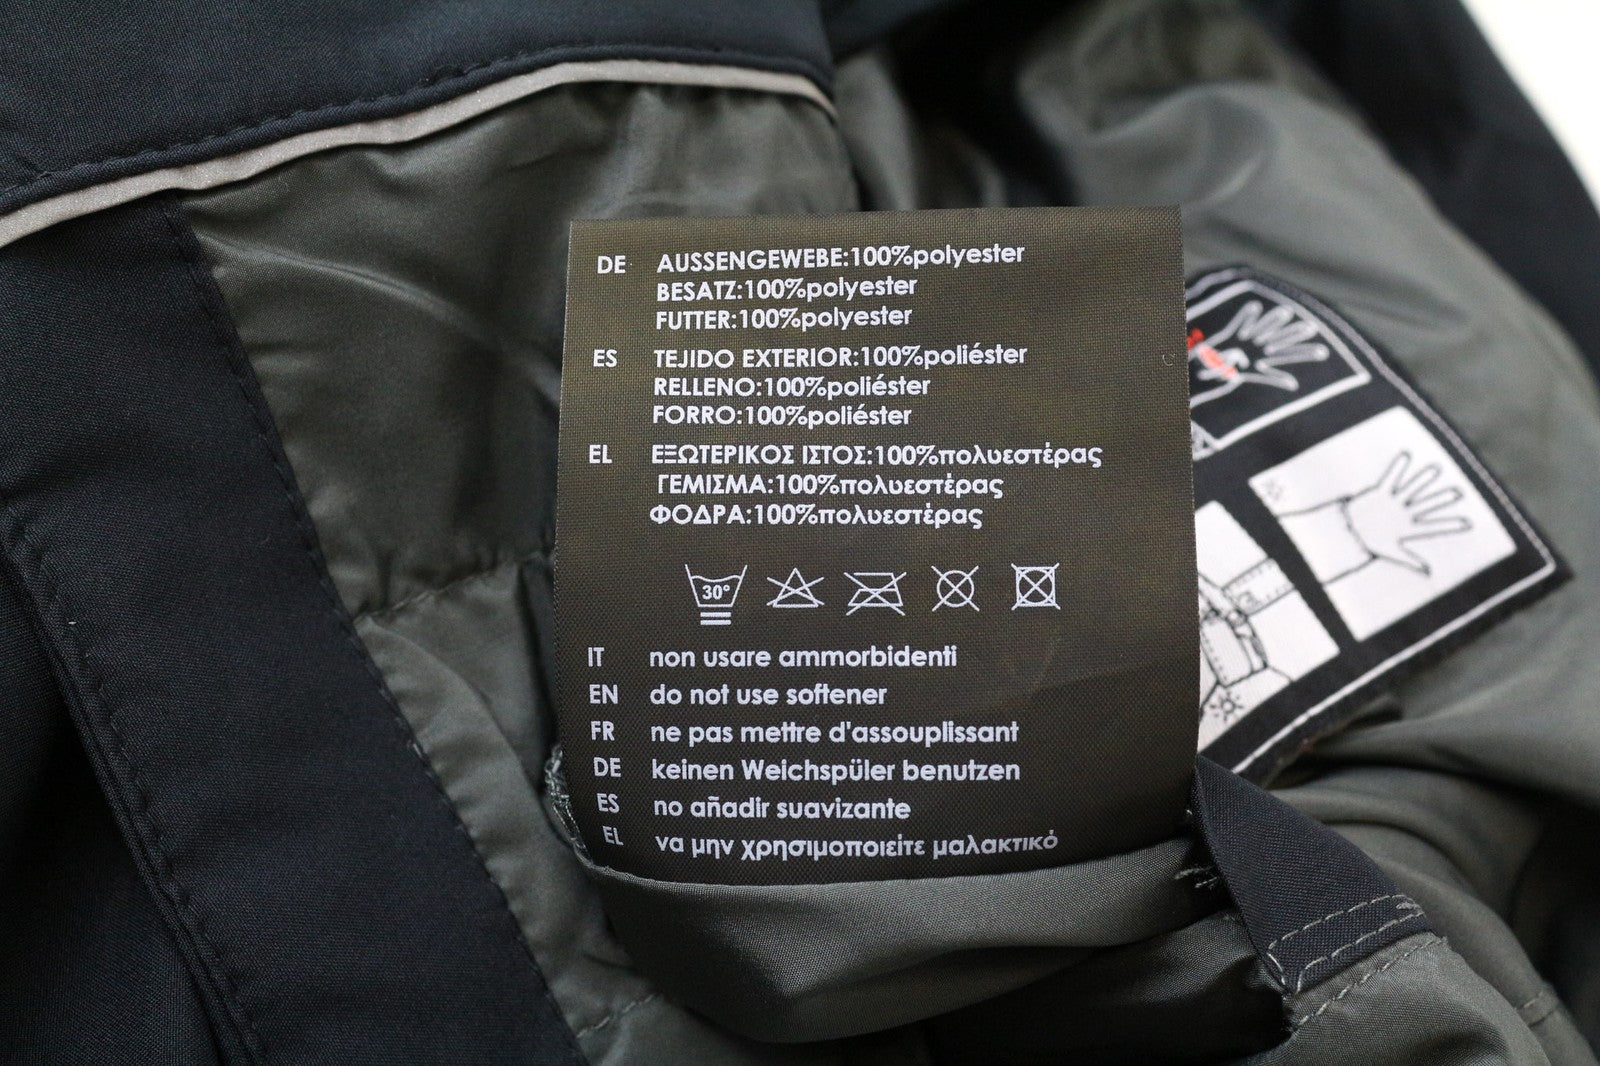 DE AUSSENGEWEBE:100%polyester
BESATZ:100%polyester
FUTTER:100%polyester
ES TEJIDO EXTERIOR:100%poliéster
RELLENO:100%poliéster
FORRO:100%poliéster
EL ΕΞΩΤΕΡΙΚΟΣ ΙΣΤΟΣ:100%πολυεστέρας
ΓΕΜΙΣΜΑ:100%πολυεστέρας
ΦΟΔΡΑ:100%πολυεστέρας
30°
IT non usare ammorbidenti
EN do not use softener
FR ne pas mettre d'assouplissant
DE keinen Weichspüler benutzen
ES no añadir suavizante
EL να μην χρησιμοποιείτε μαλακτικό